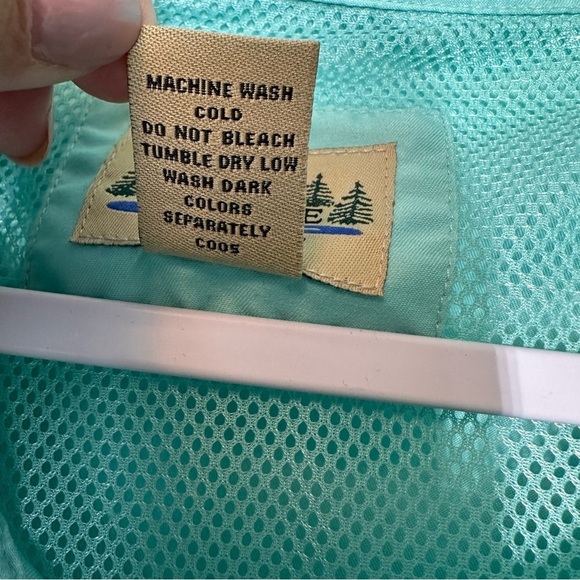 MACHINE WASH
COLD
DO NOT BLEACH
TUMBLE DRY LOW
WASH DARK
COLORS
SEPARATELY
C005
E